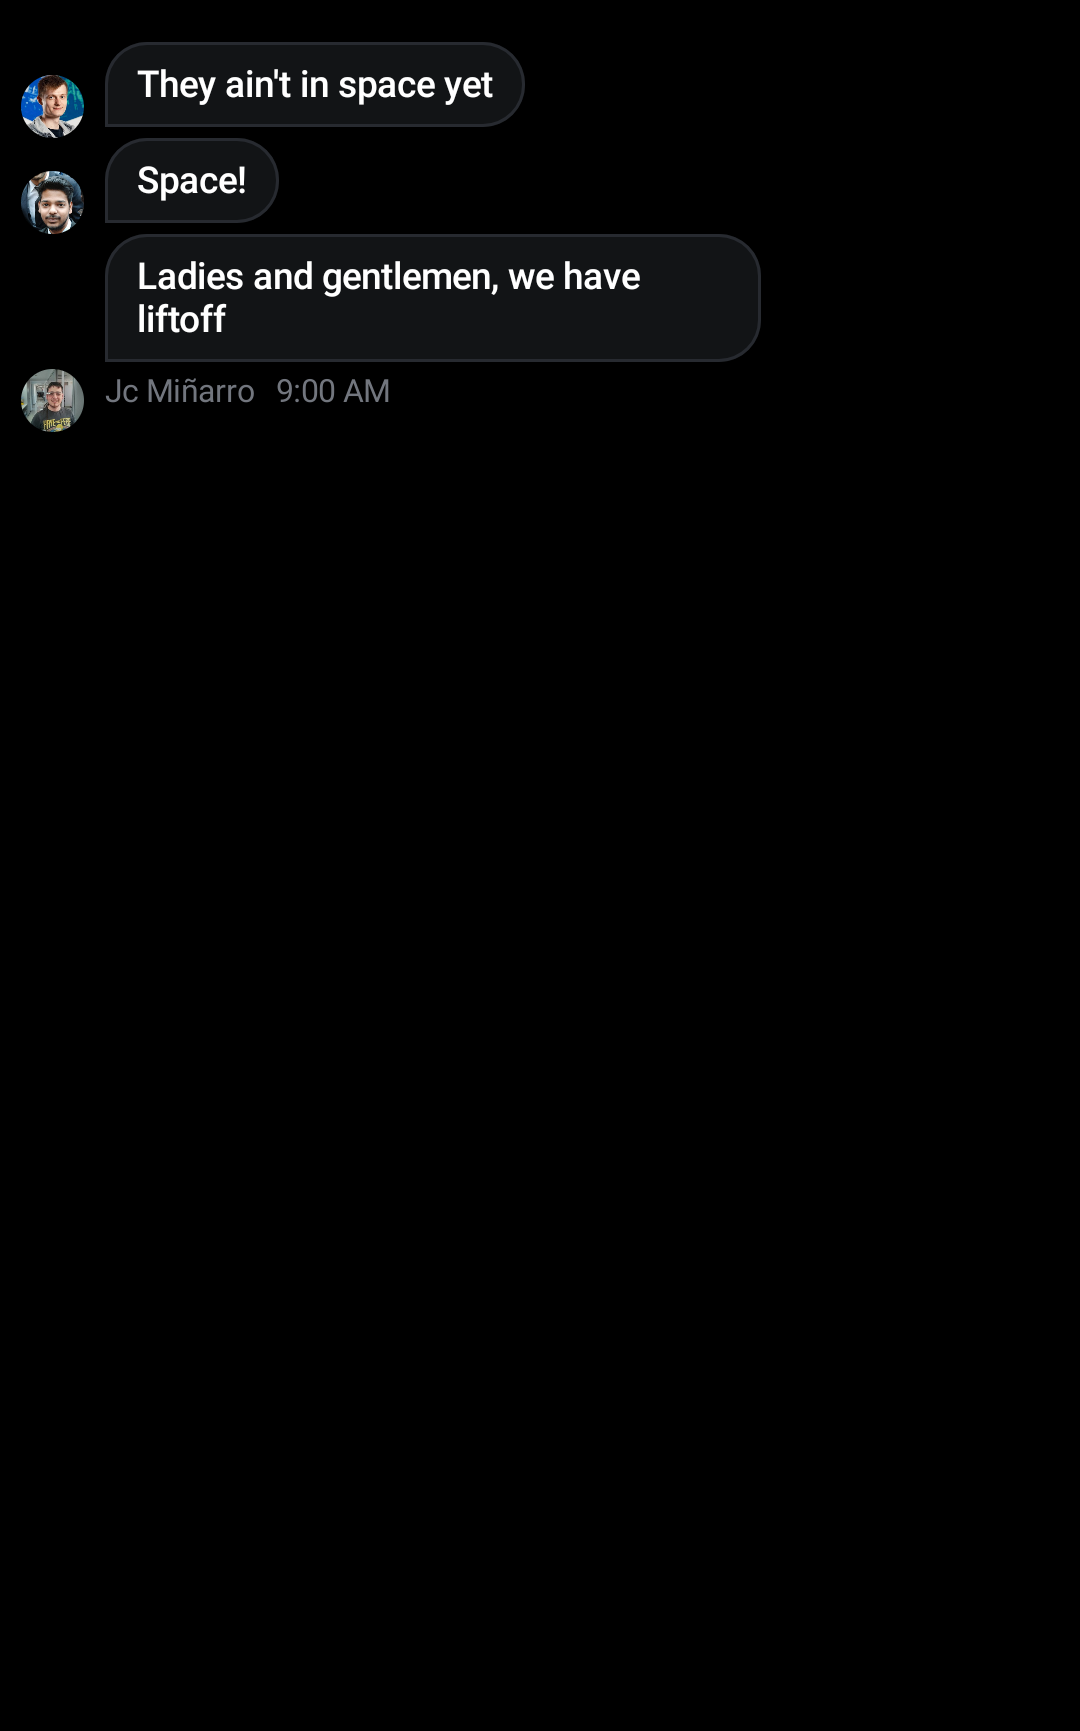 They ain't in space yet
Space!
Ladies and gentlemen, we have
liftoff
Jc Miñarro 9:00 AM